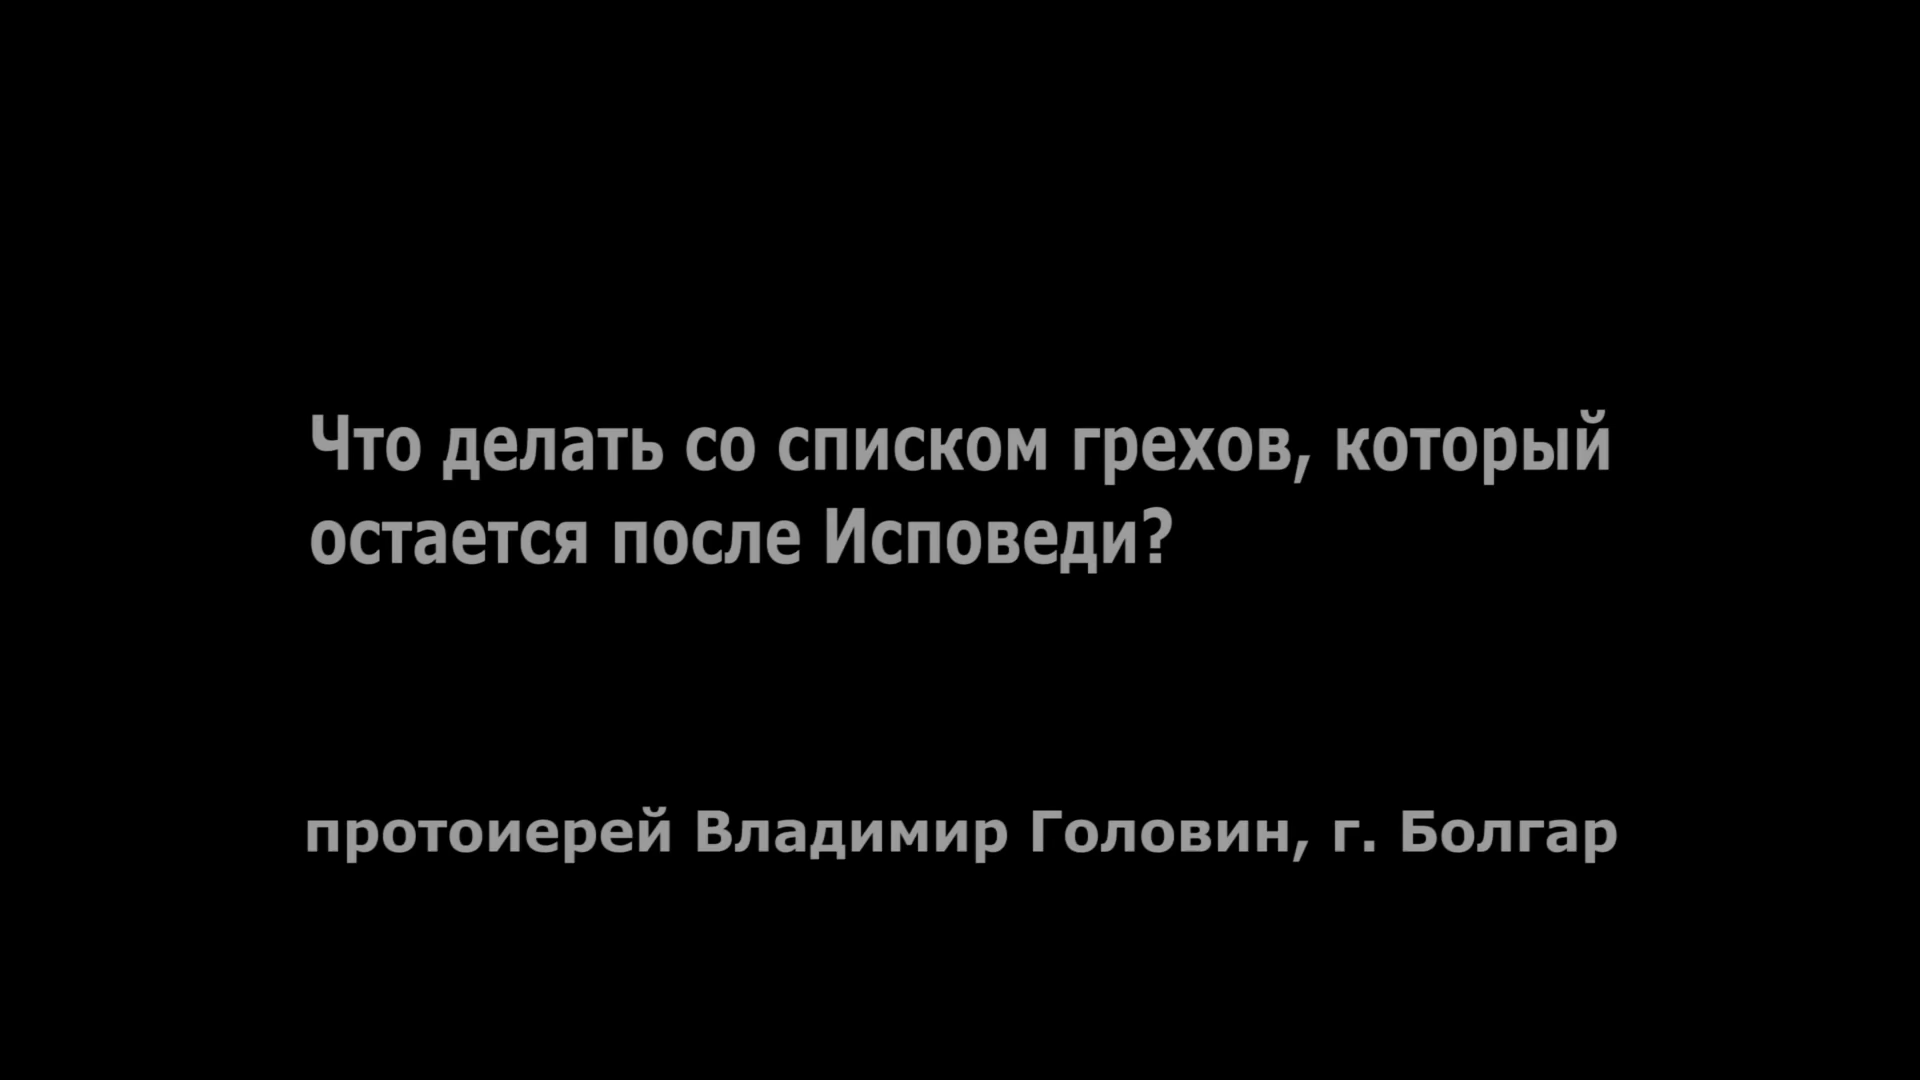 Что делать со списком грехов, который
остается после Исповеди?
протоиерей Владимир Головин, г. Болгар